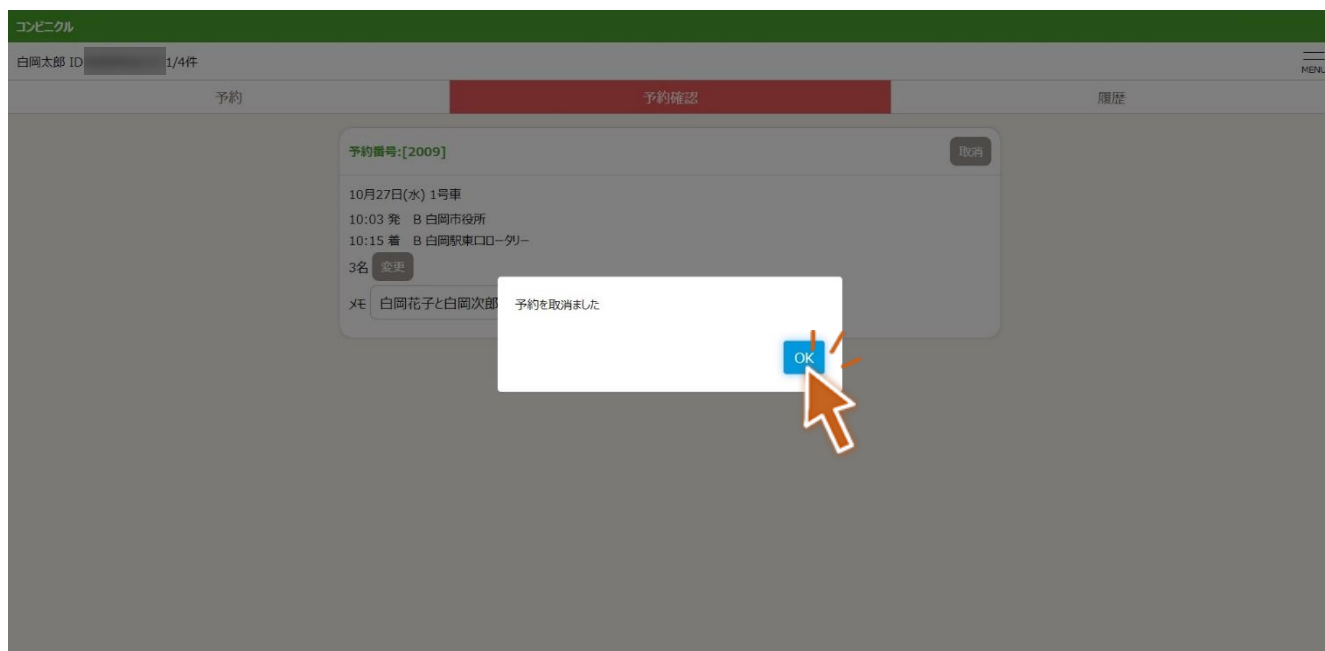 コンビニクル
白岡太郎 ID 1/4件
MENU
予約 予約確認 履歴
予約番号:[2009] 取消
10月27日(水) 1号車
10:03 発 B 白岡市役所
10:15 着 B 白岡駅東口ロータリー
3名 変更
メモ 白岡花子と白岡次郎
予約を取消ました
OK